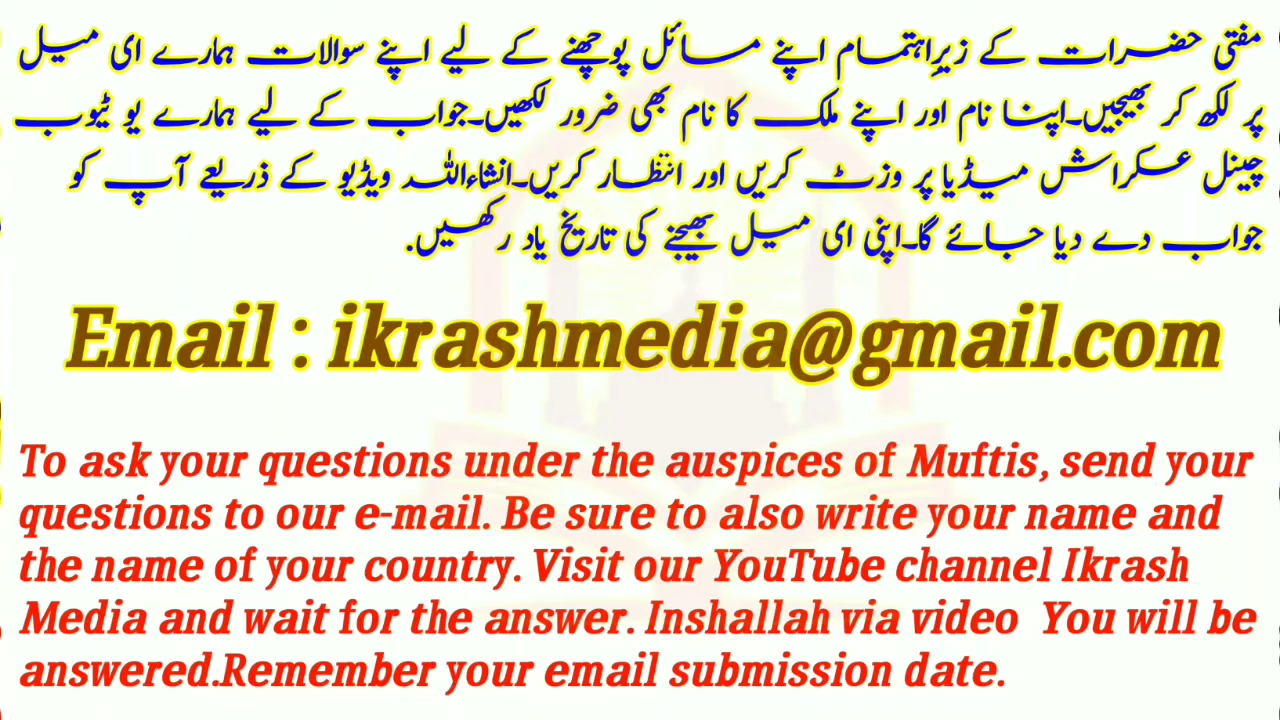 مفتی حضرات کے زیرِاہتمام اپنے مسائل پوچھنے کے لیے اپنے سوالات ہمارے ای میل
پر لکھ کر بھیجیں۔اپنا نام اور اپنے ملک کا نام بھی ضرور لکھیں۔جواب کے لیے ہمارے یو ٹیوب
چینل عکراش میڈیا پر وزٹ کریں اور انتظار کریں۔انشاءاللہ ویڈیو کے ذریعے آپ کو
جواب دے دیا جائے گا۔اپنی ای میل بھیجنے کی تاریخ یاد رکھیں.
Email : ikrashmedia@gmail.com
To ask your questions under the auspices of Muftis, send your
questions to our e-mail. Be sure to also write your name and
the name of your country. Visit our YouTube channel Ikrash
Media and wait for the answer. Inshallah via video You will be
answered.Remember your email submission date.